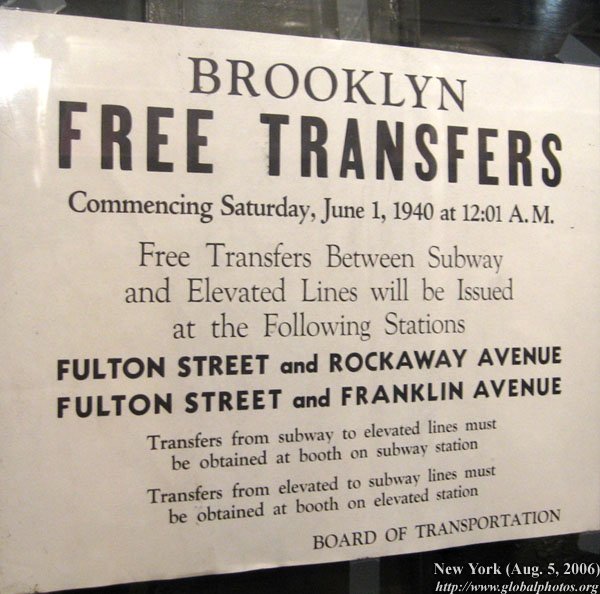 BROOKLYN
FREE TRANSFERS
Commencing Saturday, June 1, 1940 at 12:01 A.M.
Free Transfers Between Subway
and Elevated Lines will be Issued
at the Following Stations
FULTON STREET and ROCKAWAY AVENUE
FULTON STREET and FRANKLIN AVENUE
Transfers from subway to elevated lines must
be obtained at booth on subway station
Transfers from elevated to subway lines must
be obtained at booth on elevated station
BOARD OF TRANSPORTATION
New York (Aug. 5, 2006)
http://www.globalphotos.org